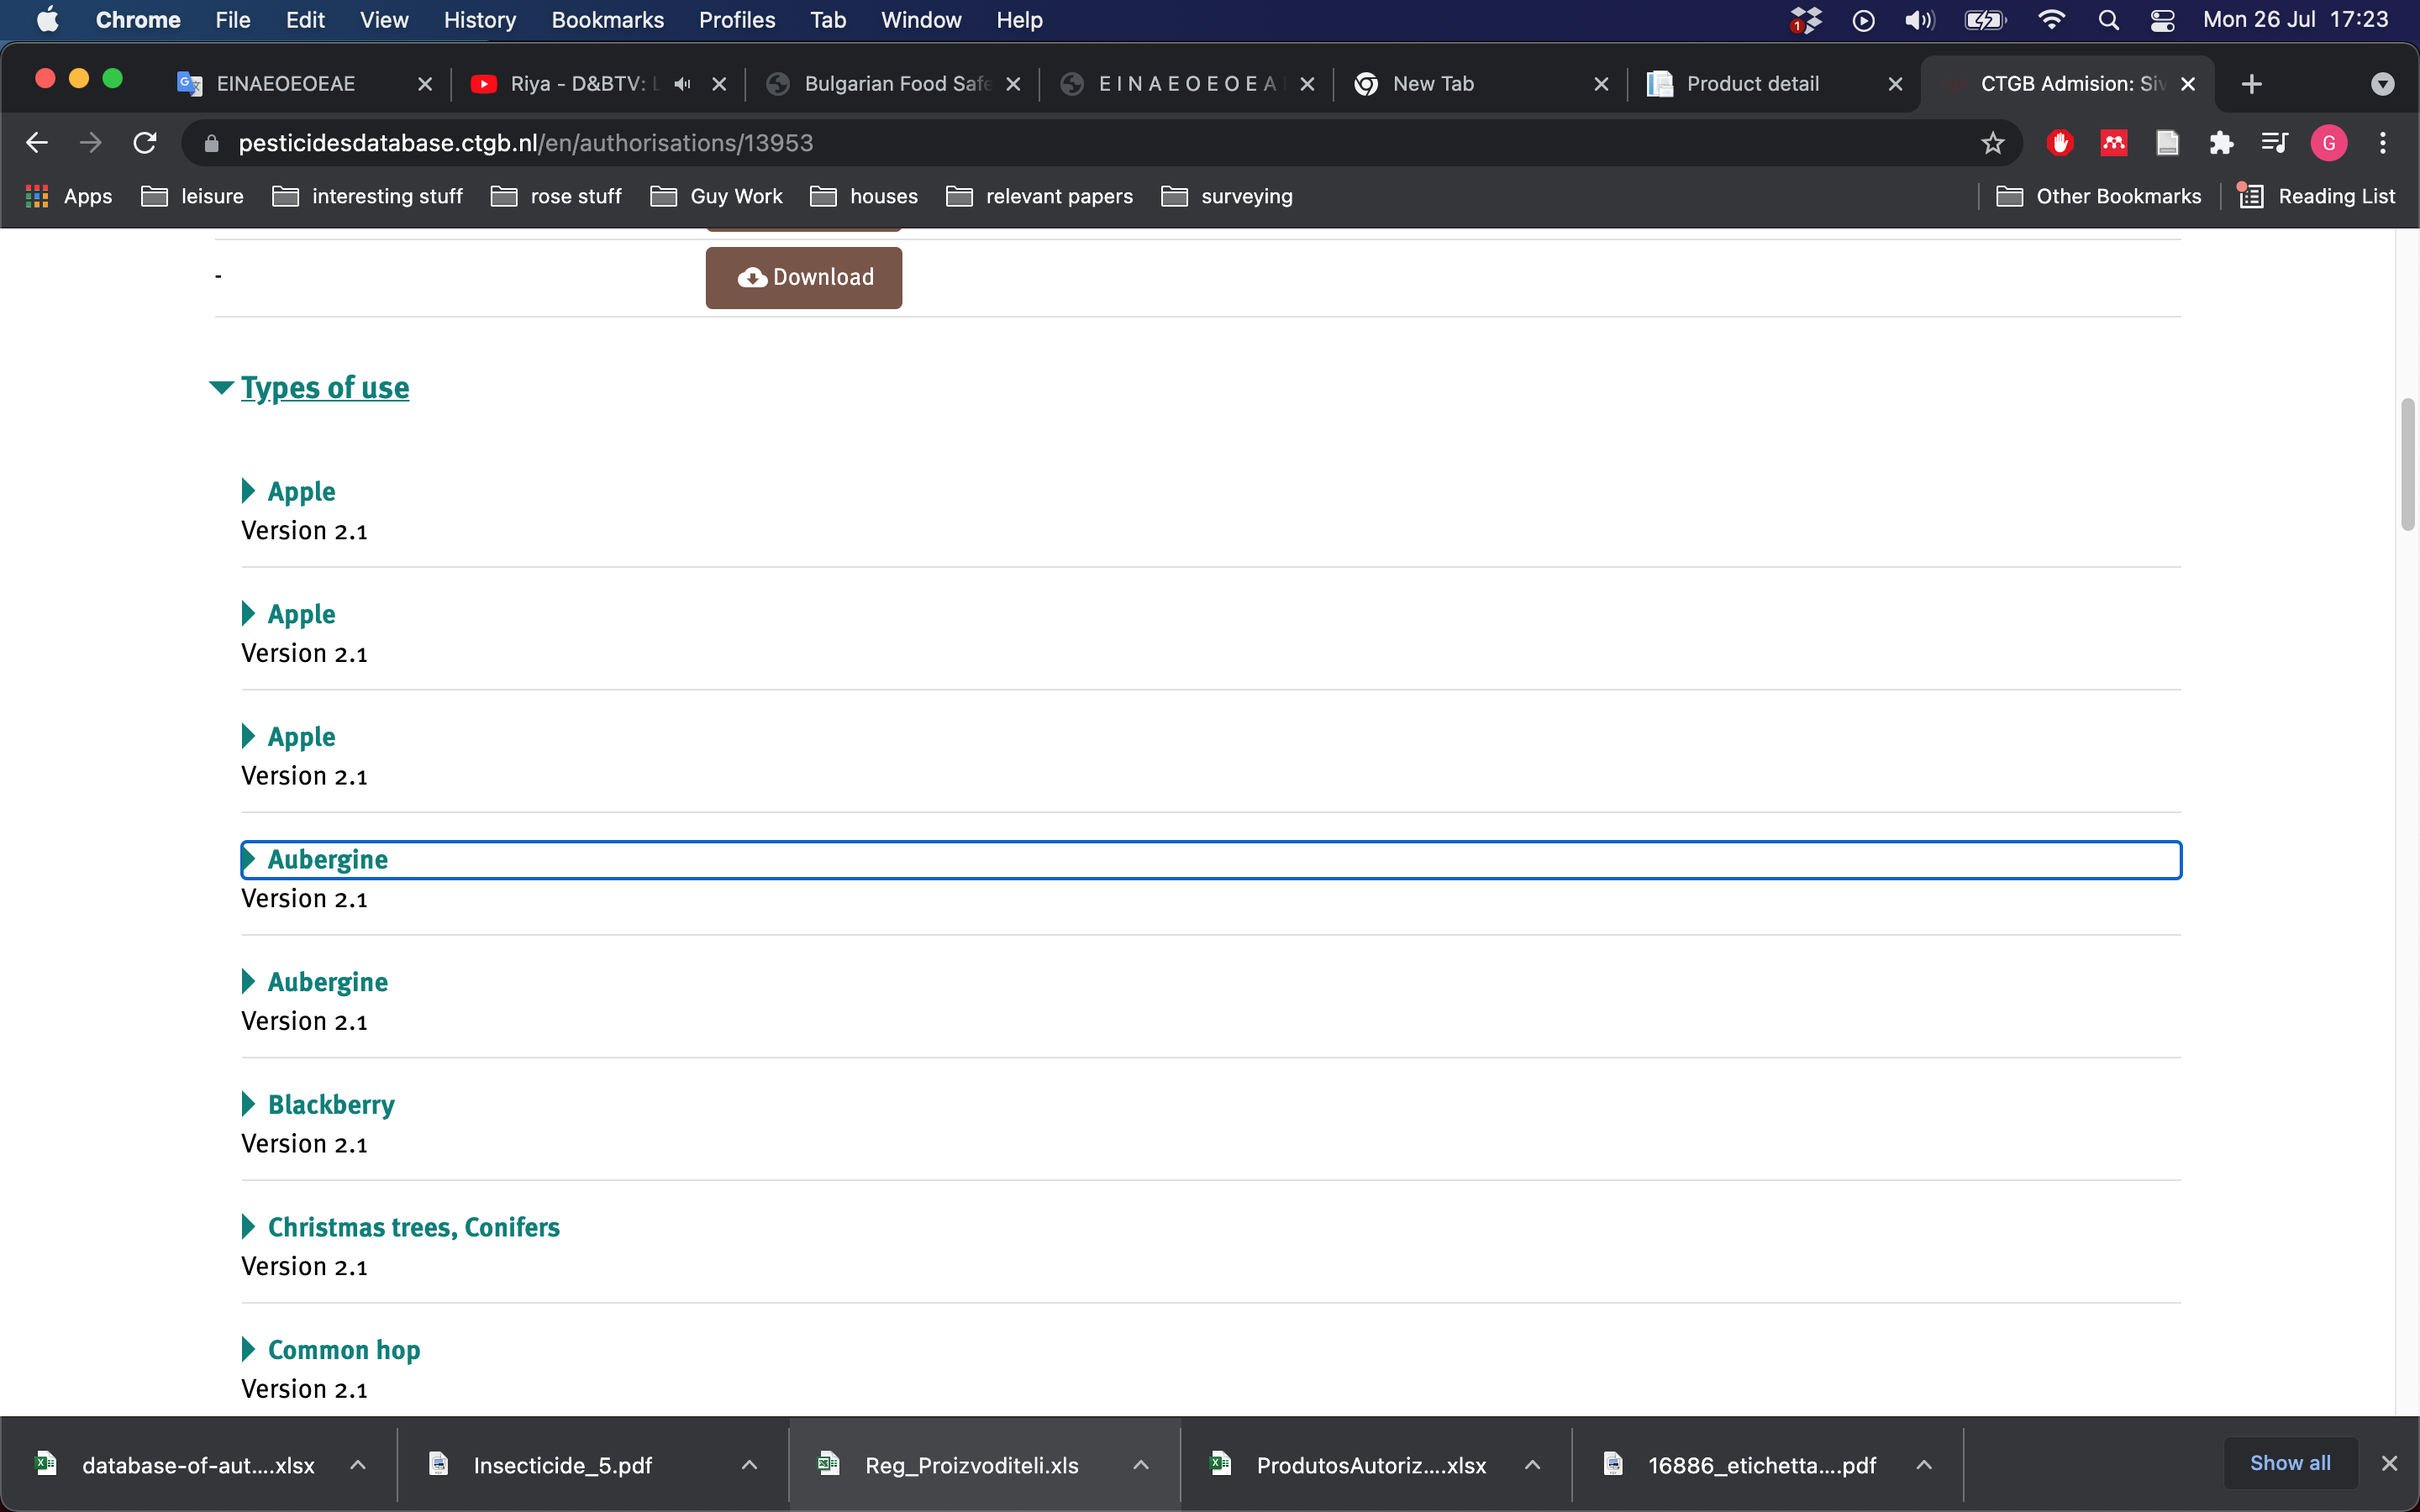 Chrome File Edit View History Bookmarks Profiles Tab Window Help 1 Mon 26 Jul 17:23
EINAEOEOEAE Riya - D&BTV: L Bulgarian Food Safe E I N A E O E O E A New Tab Product detail CTGB Admision: Siv
pesticidesdatabase.ctgb.nl/en/authorisations/13953 G
Apps leisure interesting stuff rose stuff Guy Work houses relevant papers surveying Other Bookmarks Reading List
- Download
Types of use
Apple
Version 2.1
Apple
Version 2.1
Apple
Version 2.1
Aubergine
Version 2.1
Aubergine
Version 2.1
Blackberry
Version 2.1
Christmas trees, Conifers
Version 2.1
Common hop
Version 2.1
database-of-aut....xlsx Insecticide_5.pdf Reg_Proizvoditeli.xls ProdutosAutoriz....xlsx 16886_etichetta....pdf Show all